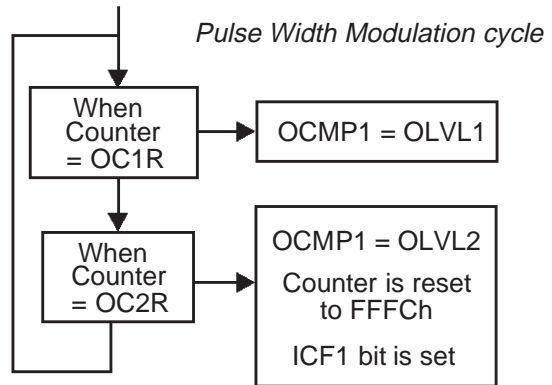 Pulse Width Modulation cycle
When
Counter
= OC1R
OCMP1 = OLVL1
When
Counter
= OC2R
OCMP1 = OLVL2
Counter is reset
to FFFCh
ICF1 bit is set